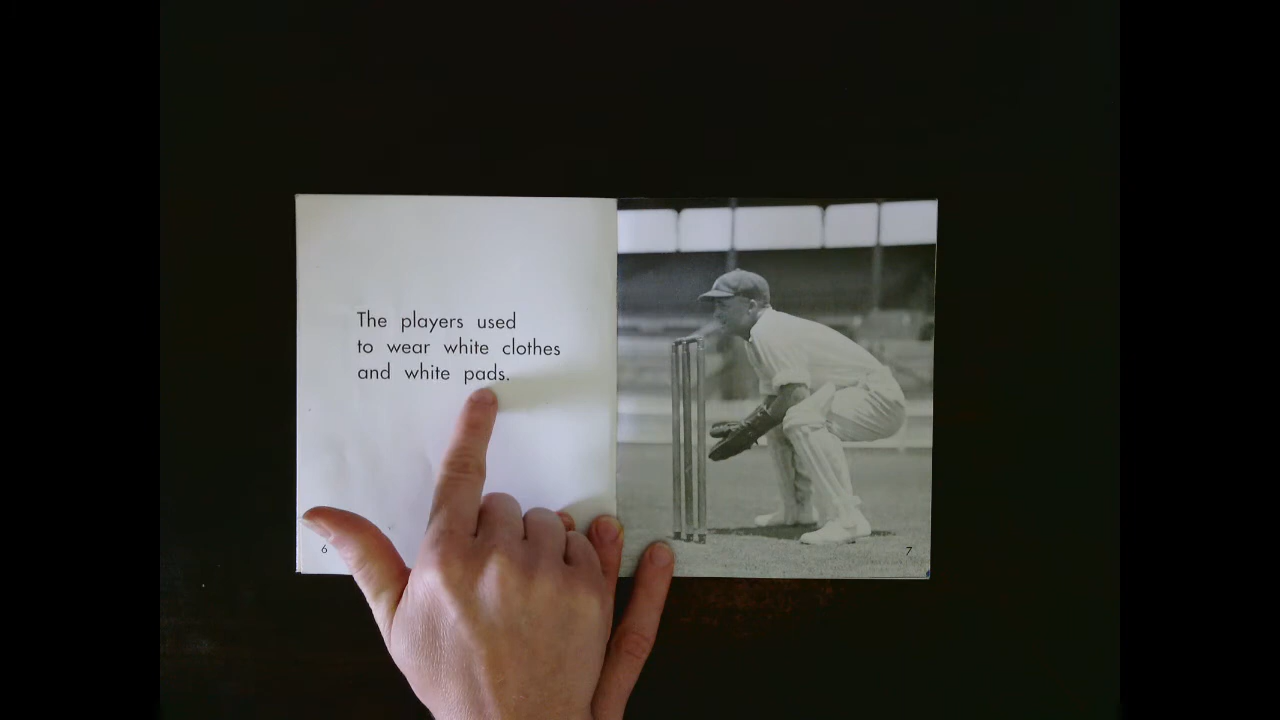 The players used
to wear white clothes
and white pads.
6
7